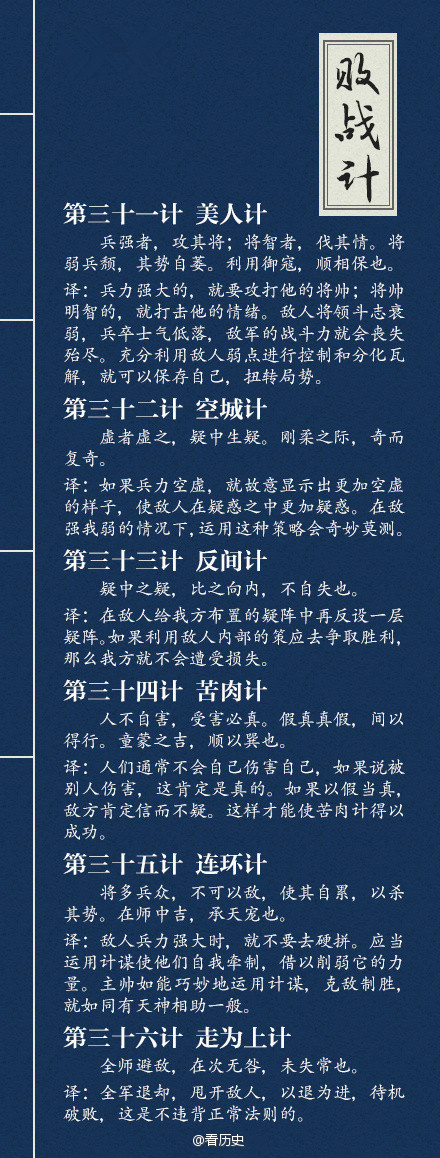 败战计
第三十一计 美人计
兵强者，攻其将；将智者，伐其情。将
弱兵颓，其势自萎。利用御寇，顺相保也。
译：兵力强大的，就要攻打他的将帅；将帅
明智的，就打击他的情绪。敌人将领斗志衰
弱，兵卒士气低落，敌军的战斗力就会丧失
殆尽。充分利用敌人弱点进行控制和分化瓦
解，就可以保存自己，扭转局势。
第三十二计 空城计
虚者虚之，疑中生疑。刚柔之际，奇而
复奇。
译：如果兵力空虚，就故意显示出更加空虚
的样子，使敌人在疑惑之中更加疑惑。在敌
强我弱的情况下，运用这种策略会奇妙莫测。
第三十三计 反间计
疑中之疑，比之向内，不自失也。
译：在敌人给我方布置的疑阵中再反设一层
疑阵。如果利用敌人内部的策应去争取胜利，
那么我方就不会遭受损失。
第三十四计 苦肉计
人不自害，受害必真。假真真假，间以
得行。童蒙之吉，顺以巽也。
译：人们通常不会自己伤害自己，如果说被
别人伤害，这肯定是真的。如果以假当真，
敌方肯定信而不疑。这样才能使苦肉计得以
成功。
第三十五计 连环计
将多兵众，不可以敌，使其自累，以杀
其势。在师中吉，承天宠也。
译：敌人兵力强大时，就不要去硬拼。应当
运用计谋使他们自我牵制，借以削弱它的力
量。主帅如能巧妙地运用计谋，克敌制胜，
就如同有天神相助一般。
第三十六计 走为上计
全师避敌，在次无咎，未失常也。
译：全军退却，甩开敌人，以退为进，待机
破败，这是不违背正常法则的。
@看历史